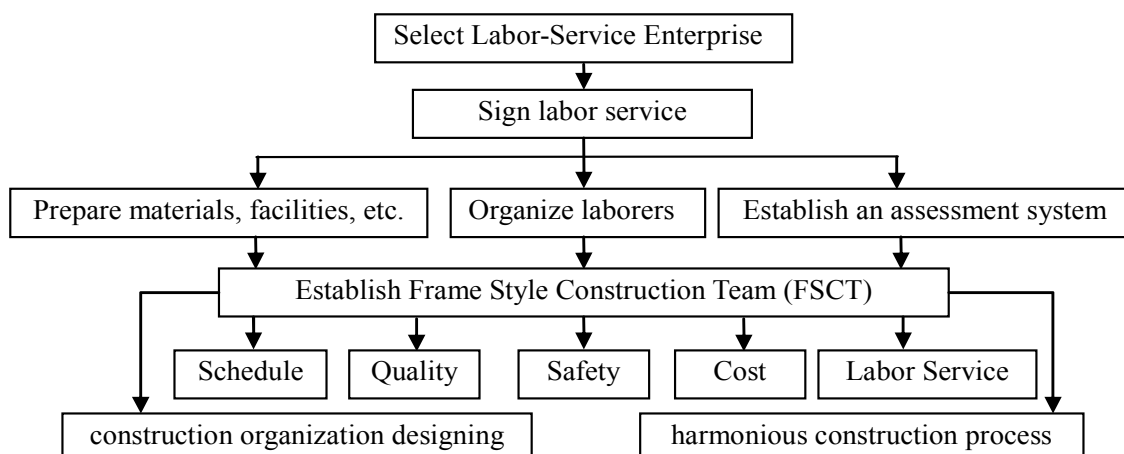 Select Labor-Service Enterprise
Sign labor service
Prepare materials, facilities, etc.
Organize laborers
Establish an assessment system
Establish Frame Style Construction Team (FSCT)
Schedule
Quality
Safety
Cost
Labor Service
construction organization designing
harmonious construction process